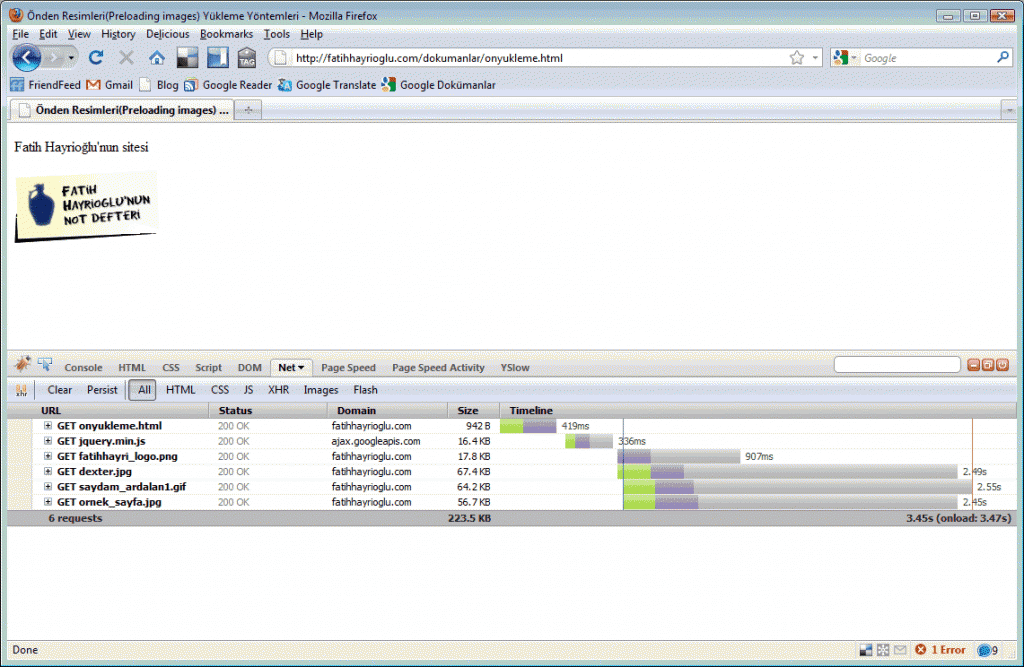 Önden Resimleri(Preloading images) Yükleme Yöntemleri - Mozilla Firefox
File Edit View History Delicious Bookmarks Tools Help
TAG http://fatihhayrioglu.com/dokumanlar/onyukleme.html Google
FriendFeed Gmail Blog Google Reader Google Translate Google Dokümanlar
Önden Resimleri(Preloading images) ...
Fatih Hayrioğlu'nun sitesi
FATİH
HAYRİOĞLU'NUN
NOT DEFTERİ
Console HTML CSS Script DOM Net Page Speed Page Speed Activity YSlow
Clear Persist All HTML CSS JS XHR Images Flash
URL Status Domain Size Timeline
GET onyukleme.html 200 OK fatihhayrioglu.com 942 B 419ms
GET jquery.min.js 200 OK ajax.googleapis.com 16.4 KB 336ms
GET fatihhayri_logo.png 200 OK fatihhayrioglu.com 17.8 KB 907ms
GET dexter.jpg 200 OK fatihhayrioglu.com 67.4 KB 2.49s
GET saydam_ardalan1.gif 200 OK fatihhayrioglu.com 64.2 KB 2.55s
GET ornek_sayfa.jpg 200 OK fatihhayrioglu.com 56.7 KB 2.45s
6 requests 223.5 KB 3.45s (onload: 3.47s)
Done 1 Error 9